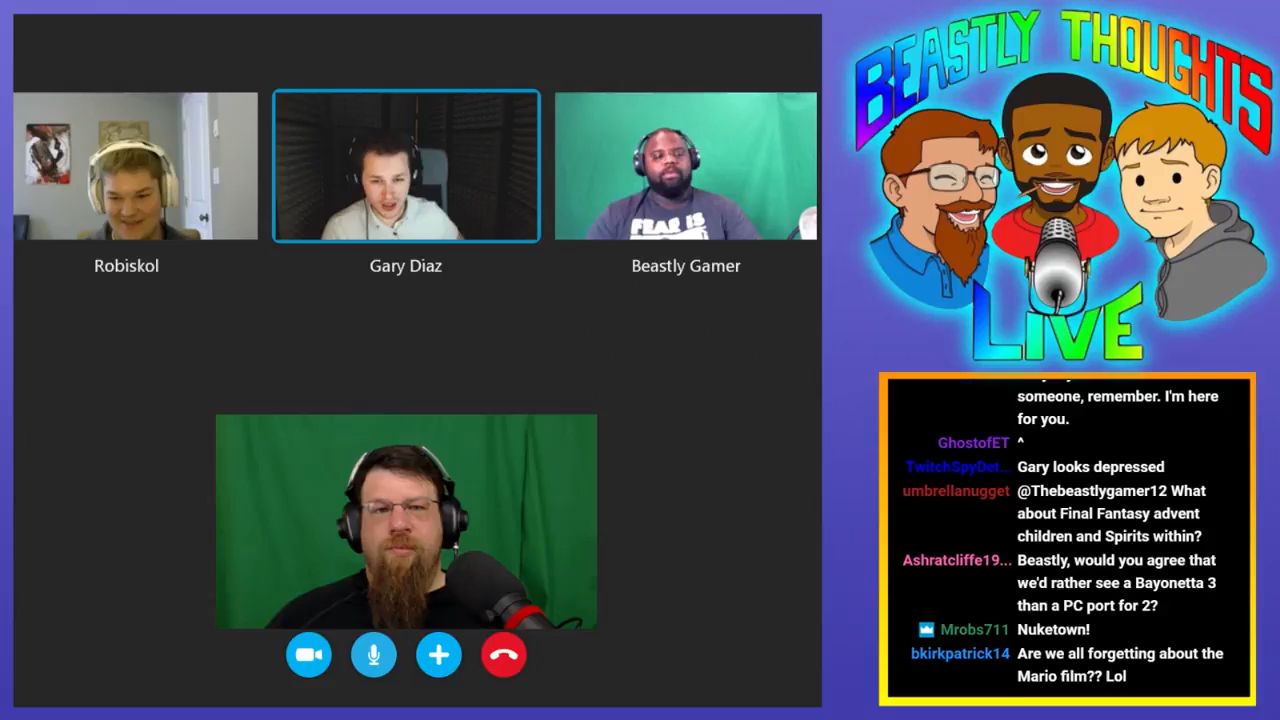 Robiskol
Gary Diaz
Beastly Gamer
FEAR IS
BEASTLY THOUGHTS
LIVE
someone, remember. I'm here
for you.
GhostofET ^
TwitchSpyDet... Gary looks depressed
umbrellanugget @Thebeastlygamer12 What
about Final Fantasy advent
children and Spirits within?
Ashratcliffe19... Beastly, would you agree that
we'd rather see a Bayonetta 3
than a PC port for 2?
Mrobs711 Nuketown!
bkirkpatrick14 Are we all forgetting about the
Mario film?? Lol